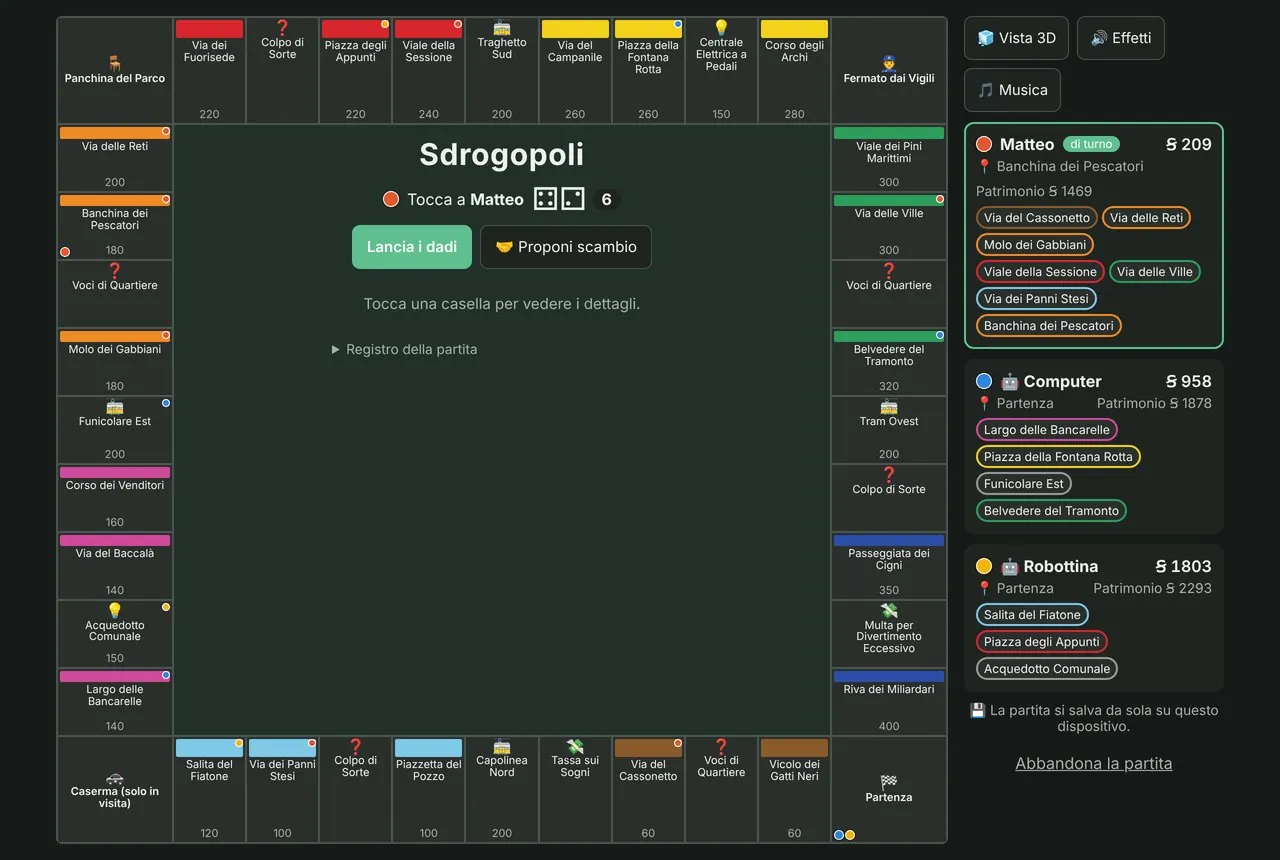 Panchina del Parco
Via dei
Fuorisede
220
Colpo di
Sorte
Piazza degli
Appunti
220
Viale della
Sessione
240
Traghetto
Sud
200
Via del
Campanile
260
Piazza della
Fontana
Rotta
260
Centrale
Elettrica a
Pedali
150
Corso degli
Archi
280
Fermato dai Vigili
Via delle Reti
200
Banchina dei
Pescatori
180
Voci di Quartiere
Molo dei Gabbiani
180
Funicolare Est
200
Corso dei Venditori
160
Via del Baccalà
140
Acquedotto
Comunale
150
Largo delle
Bancarelle
140
Sdrogopoli
Tocca a Matteo 6
Lancia i dadi
🤝 Proponi scambio
Tocca una casella per vedere i dettagli.
▶ Registro della partita
Viale dei Pini
Marittimi
300
Via delle Ville
300
Voci di Quartiere
Belvedere del
Tramonto
320
Tram Ovest
200
Colpo di Sorte
Passeggiata dei
Cigni
350
Multa per
Divertimento
Eccessivo
Riva dei Miliardari
400
Caserma (solo in
visita)
Salita del
Fiatone
120
Via dei Panni
Stesi
100
Colpo di
Sorte
Piazzetta del
Pozzo
100
Capolinea
Nord
200
Tassa sui
Sogni
Via del
Cassonetto
60
Voci di
Quartiere
Vicolo dei
Gatti Neri
60
Partenza
🧊 Vista 3D
🔊 Effetti
🎵 Musica
Matteo di turno S 209
📍 Banchina dei Pescatori
Patrimonio S 1469
Via del Cassonetto Via delle Reti
Molo dei Gabbiani
Viale della Sessione Via delle Ville
Via dei Panni Stesi
Banchina dei Pescatori
🤖 Computer S 958
📍 Partenza Patrimonio S 1878
Largo delle Bancarelle
Piazza della Fontana Rotta
Funicolare Est
Belvedere del Tramonto
🤖 Robottina S 1803
📍 Partenza Patrimonio S 2293
Salita del Fiatone
Piazza degli Appunti
Acquedotto Comunale
💾 La partita si salva da sola su questo
dispositivo.
Abbandona la partita